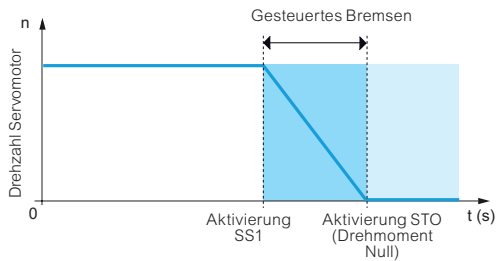 Gesteuertes Bremsen
n
Drehzahl Servomotor
0
t (s)
Aktivierung
SS1
Aktivierung STO
(Drehmoment
Null)